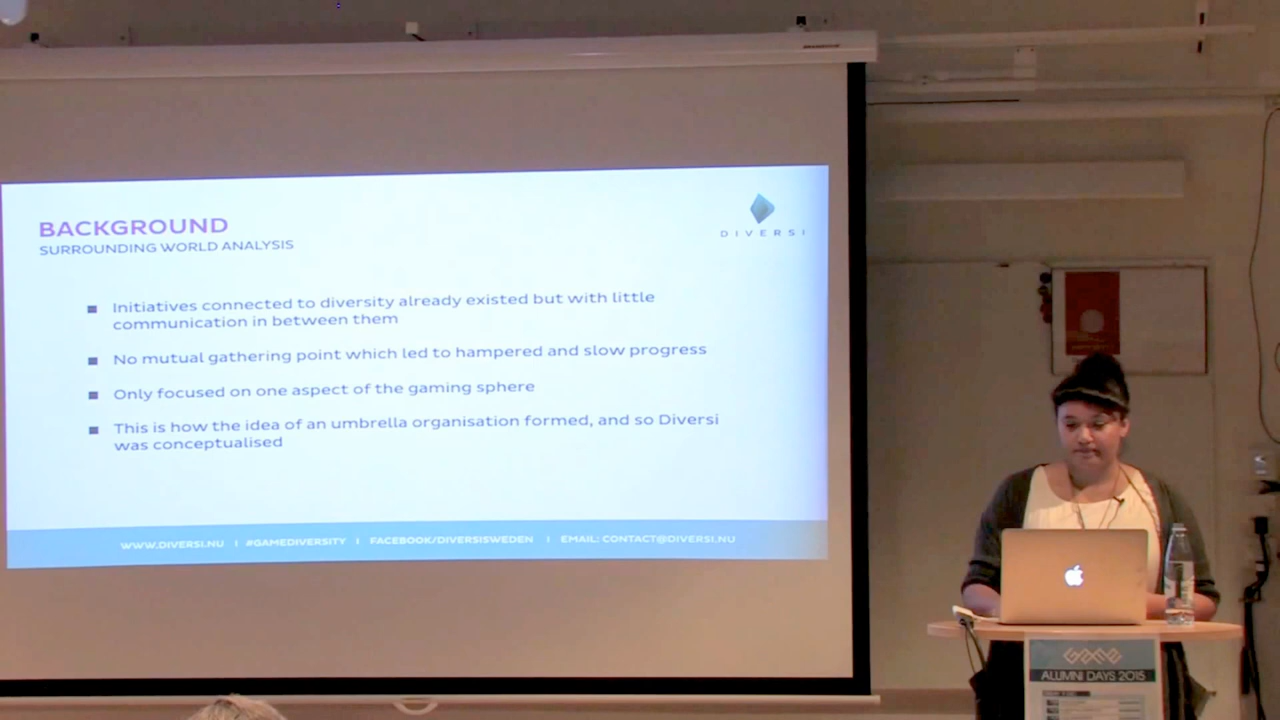 BACKGROUND
SURROUNDING WORLD ANALYSIS
DIVERSI
Initiatives connected to diversity already existed but with little
communication in between them
No mutual gathering point which led to hampered and slow progress
Only focused on one aspect of the gaming sphere
This is how the idea of an umbrella organisation formed, and so Diversi
was conceptualised
WWW.DIVERSI.NU | #GAMEDIVERSITY | FACEBOOK/DIVERSISWEDEN | EMAIL: CONTACT@DIVERSI.NU
GAME
ALUMNI DAYS 2015